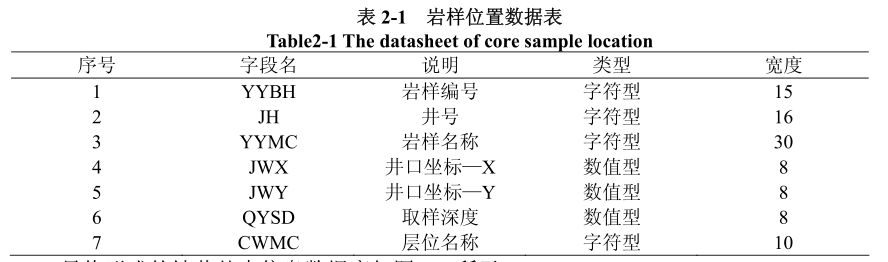 表 2-1 岩样位置数据表
Table2-1 The datasheet of core sample location
序号 字段名 说明 类型 宽度
1 YYBH 岩样编号 字符型 15
2 JH 井号 字符型 16
3 YYMC 岩样名称 字符型 30
4 JWX 井口坐标—X 数值型 8
5 JWY 井口坐标—Y 数值型 8
6 QYSD 取样深度 数值型 8
7 CWMC 层位名称 字符型 10